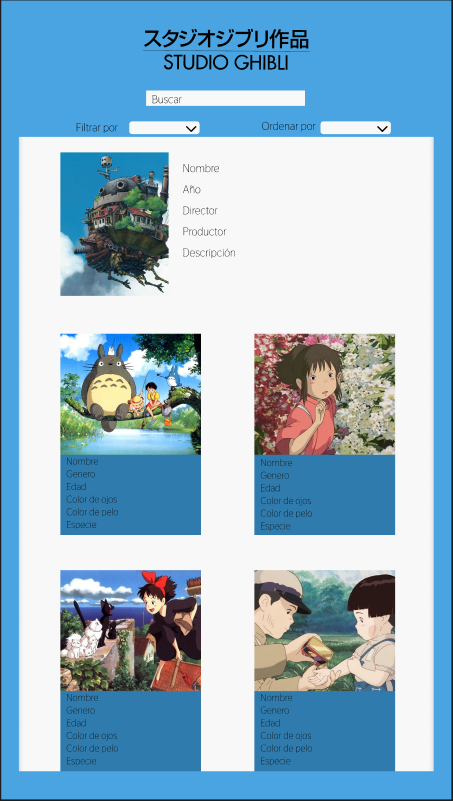 スタジオジブリ作品
STUDIO GHIBLI
Buscar
Filtrar por
Ordenar por
Nombre
Año
Director
Productor
Descripción
Nombre
Genero
Edad
Color de ojos
Color de pelo
Especie
Nombre
Genero
Edad
Color de ojos
Color de pelo
Especie
Nombre
Genero
Edad
Color de ojos
Color de pelo
Especie
Nombre
Genero
Edad
Color de ojos
Color de pelo
Especie